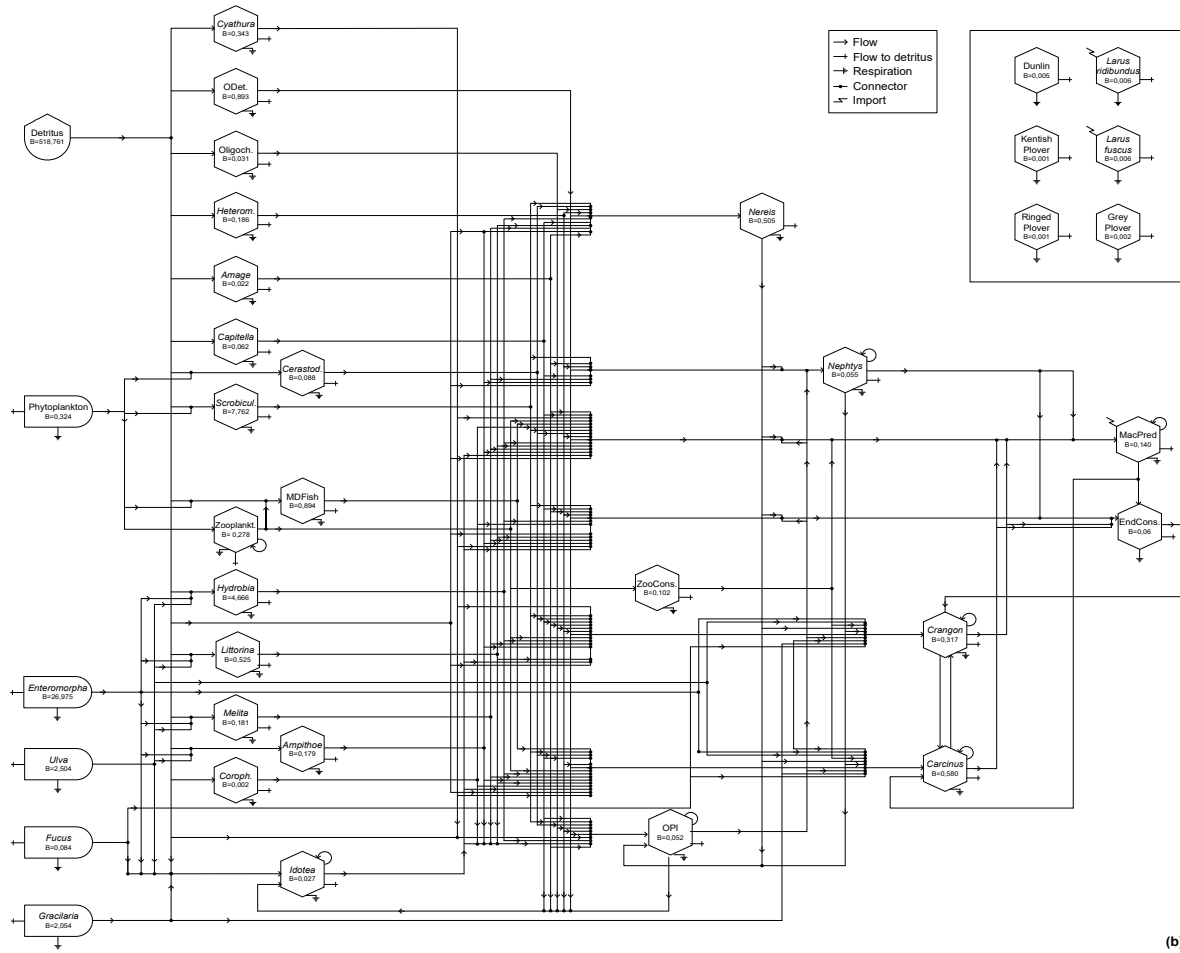 Cyathura
B=0,343
ODet.
B=0,893
Detritus
B=518,761
Oligoch.
B=0,031
Heterom.
B=0,186
Amage
B=0,022
Capitella
B=0,062
Cerastod.
B=0,088
Phytoplankton
B=0,324
Scrobicul.
B=7,762
MDFish
B=0,894
Zooplankt.
B= 0,278
Hydrobia
B=4,666
Littorina
B=0,525
Enteromorpha
B=26,975
Melita
B=0,181
Ampithoe
B=0,179
Ulva
B=2,504
Coroph.
B=0,002
Fucus
B=0,084
Idotea
B=0,027
Gracilaria
B=2,054
Nereis
B=0,505
Nephtys
B=0,055
ZooCons.
B=0,102
OPI
B=0,052
Flow
Flow to detritus
Respiration
Connector
Import
Dunlin
B=0,005
Larus
ridibundus
B=0,006
Kentish
Plover
B=0,001
Larus
fuscus
B=0,006
Ringed
Plover
B=0,001
Grey
Plover
B=0,002
MacPred
B=0,140
EndCons.
B=0,06
Crangon
B=0,317
Carcinus
B=0,580
(b)